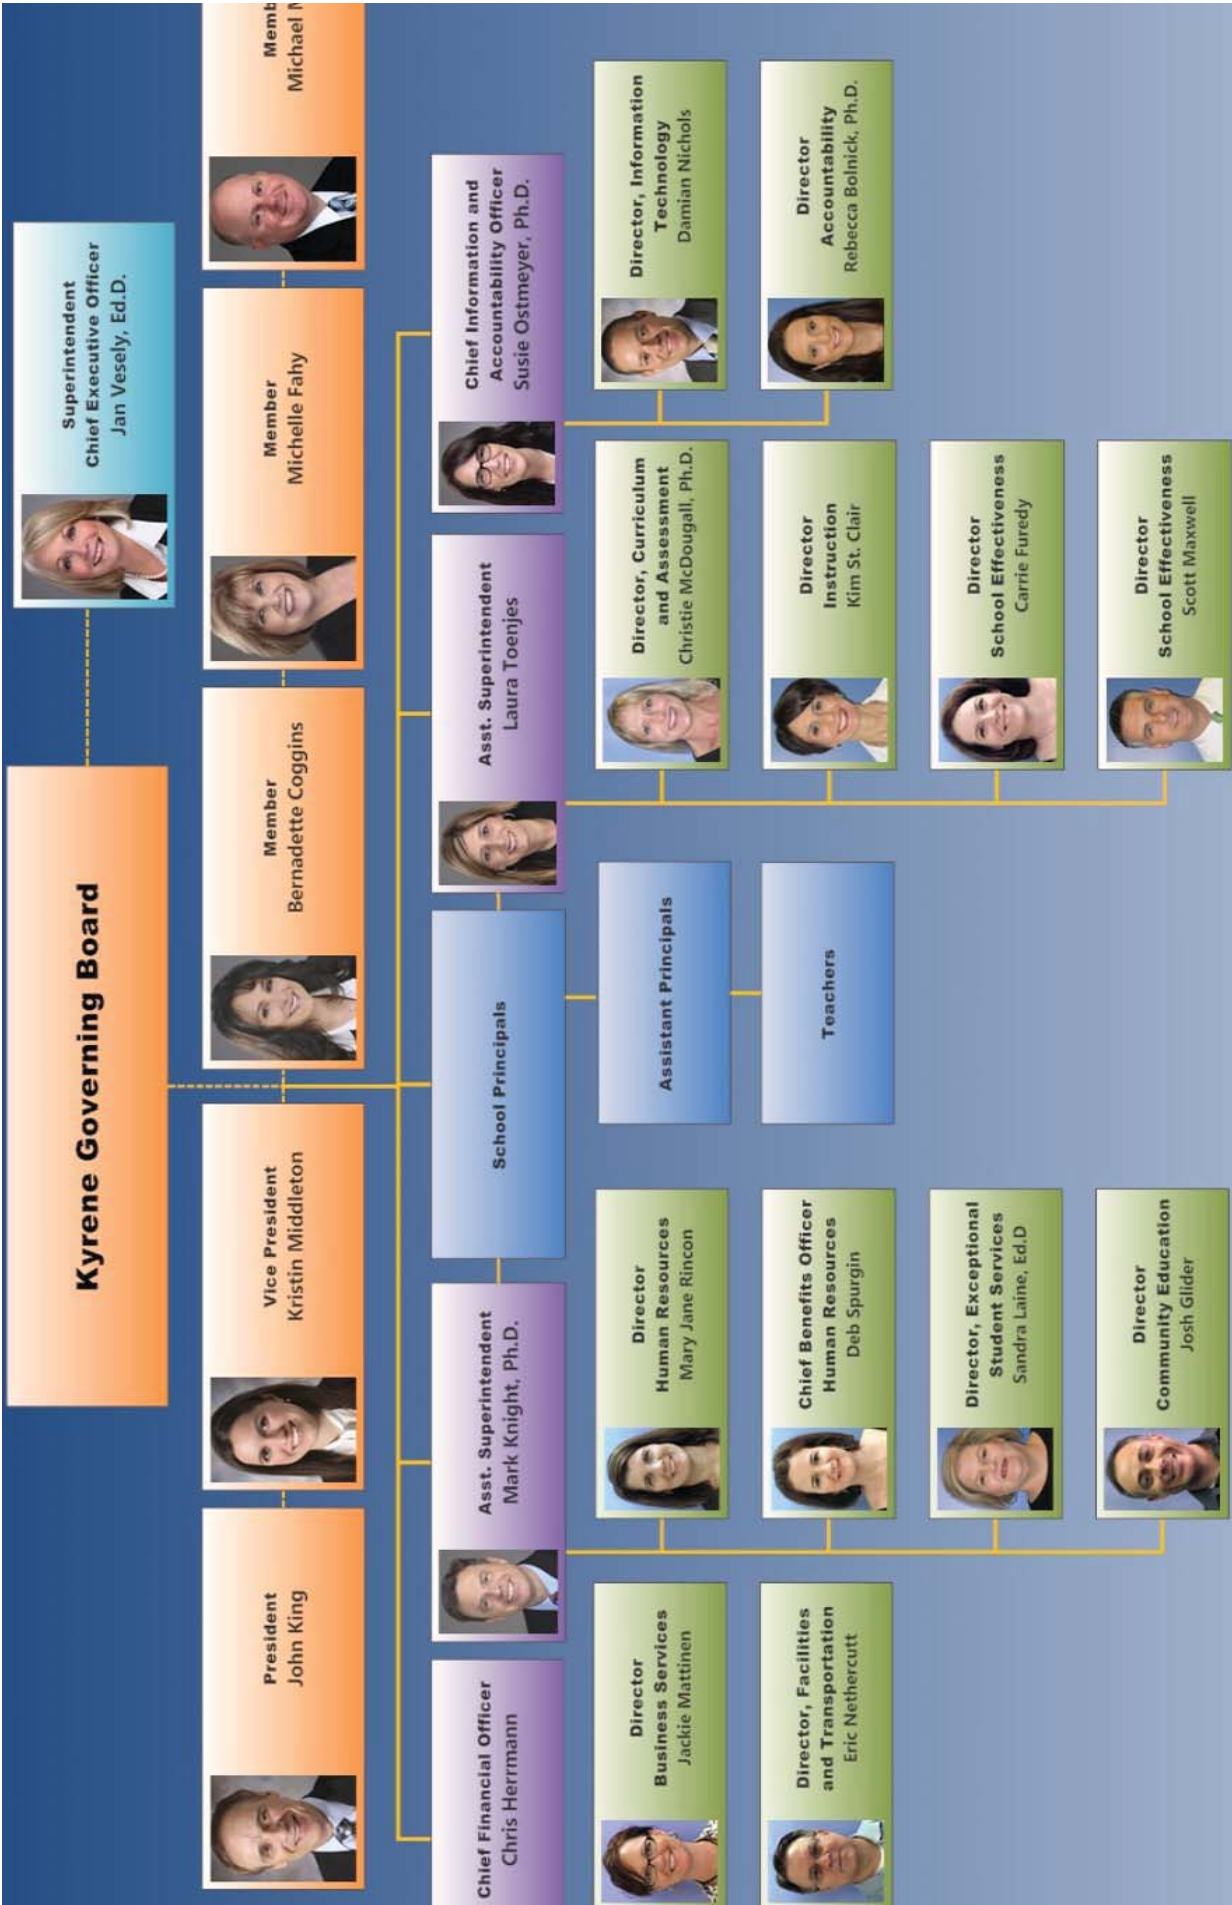 Kyrene Governing Board
Superintendent
Chief Executive Officer
Jan Vesely, Ed.D.
President
John King
Vice President
Kristin Middleton
Member
Bernadette Coggins
Member
Michelle Fahy
Memb
Michael
Chief Financial Officer
Chris Herrmann
Asst. Superintendent
Mark Knight, Ph.D.
School Principals
Asst. Superintendent
Laura Toenjes
Chief Information and
Accountability Officer
Susie Ostmeyer, Ph.D.
Director
Business Services
Jackie Mattinen
Director
Human Resources
Mary Jane Rincon
Assistant Principals
Director, Curriculum
and Assessment
Christie McDougall, Ph.D.
Director, Information
Technology
Damian Nichols
Director, Facilities
and Transportation
Eric Nethercutt
Chief Benefits Officer
Human Resources
Deb Spurgin
Teachers
Director
Instruction
Kim St. Clair
Director
Accountability
Rebecca Bolnick, Ph.D.
Director, Exceptional
Student Services
Sandra Laine, Ed.D
Director
School Effectiveness
Carrie Furedy
Director
Community Education
Josh Glider
Director
School Effectiveness
Scott Maxwell